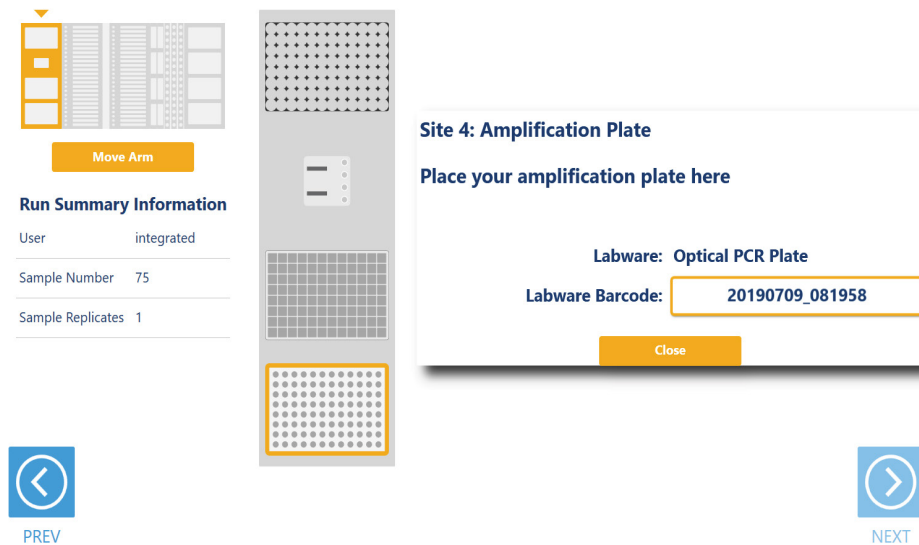 Move Arm
Run Summary Information
User integrated
Sample Number 75
Sample Replicates 1
Site 4: Amplification Plate
Place your amplification plate here
Labware: Optical PCR Plate
Labware Barcode: 20190709_081958
Close
PREV
NEXT